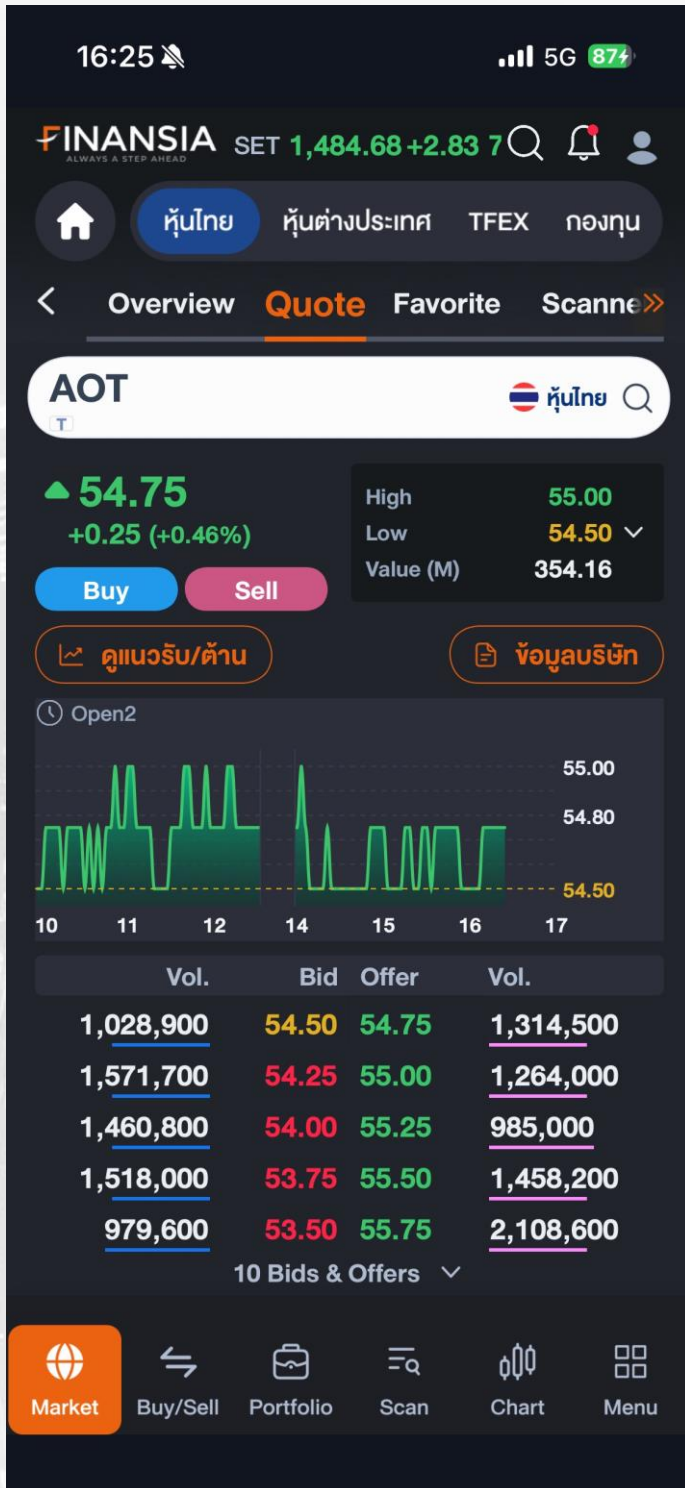 16:25 5G 87
FINANSIA SET 1,484.68 +2.83 7
ALWAYS A STEP AHEAD
หุ้นไทย หุ้นต่างประเทศ TFEX กองทุน
Overview Quote Favorite Scanne
AOT หุ้นไทย
T
54.75 High 55.00
+0.25 (+0.46%) Low 54.50
Value (M) 354.16
Buy Sell
ดูแนวรับ/ต้าน ข้อมูลบริษัท
Open2
55.00
54.80
54.50
10 11 12 14 15 16 17
Vol. Bid Offer Vol.
1,028,900 54.50 54.75 1,314,500
1,571,700 54.25 55.00 1,264,000
1,460,800 54.00 55.25 985,000
1,518,000 53.75 55.50 1,458,200
979,600 53.50 55.75 2,108,600
10 Bids & Offers
Market Buy/Sell Portfolio Scan Chart Menu